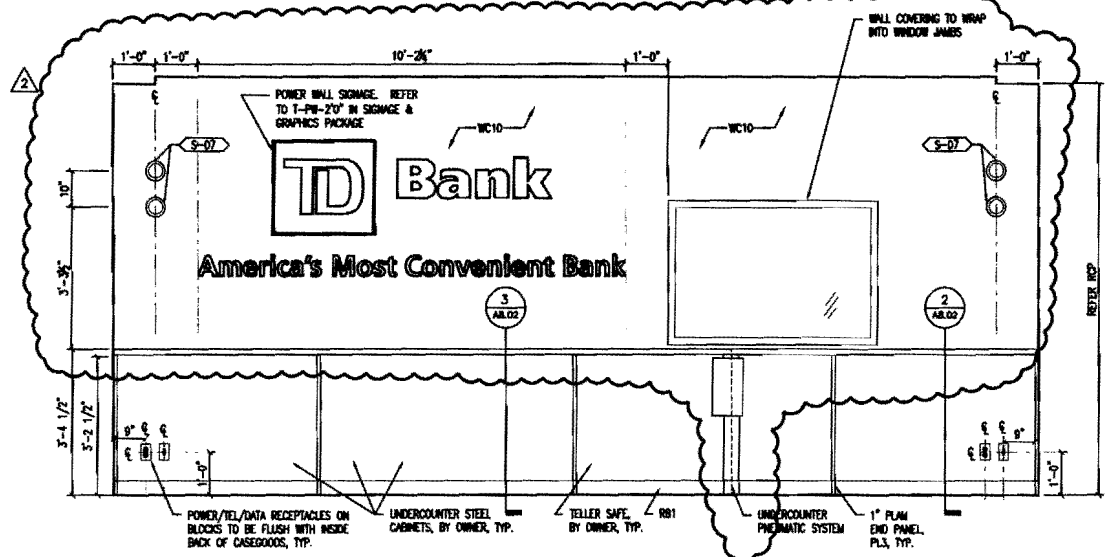 WALL COVERING TO WRAP
INTO WINDOW JAMBS
1'-0"
1'-0"
10'-2¾"
1'-0"
1'-0"
2
POWER WALL SIGNAGE. REFER
TO T-PW-2'0" IN SIGNAGE &
GRAPHICS PACKAGE
WC10
WC10
S-07
S-07
TD Bank
10"
America's Most Convenient Bank
3'-3½"
3
A8.02
2
A8.02
REFER RCP
3'-4 1/2"
3'-2 1/2"
9"
9"
1'-0"
1'-0"
POWER/TEL/DATA RECEPTACLES ON
BLOCKS TO BE FLUSH WITH INSIDE
BACK OF CASEGOODS, TYP.
UNDERCOUNTER STEEL
CABINETS, BY OWNER, TYP.
TELLER SAFE,
BY OWNER, TYP.
RB1
UNDERCOUNTER
PNEUMATIC SYSTEM
1" PLAM
END PANEL,
PL3, TYP.